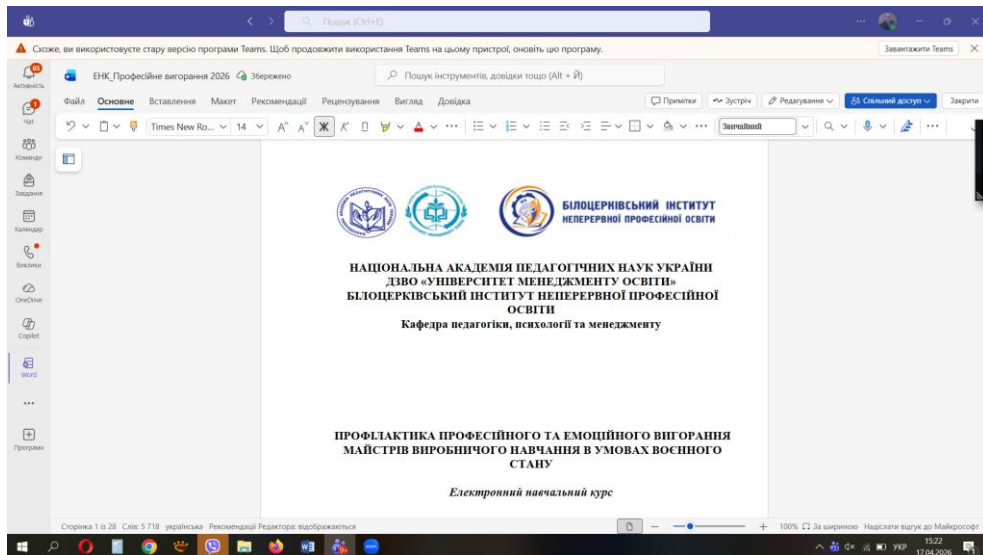 Пошук (Ctrl+E)
Схоже, ви використовуєте стару версію програми Teams. Щоб продовжити використання Teams на цьому пристрої, оновіть цю програму.
Завантажити Teams
Активність
Чат
Команди
Завдання
Календар
Виклики
OneDrive
Copilot
Word
Програми
ЕНК_Професійне вигорання 2026
Збережено
Пошук інструментів, довідки тощо (Alt + Й)
Файл Основне Вставлення Макет Рекомендації Рецензування Вигляд Довідка
Примітки Зустріч Редагування Спільний доступ Закрити
Times New Ro... 14 Ж К П Звичайний
БІЛОЦЕРКІВСЬКИЙ ІНСТИТУТ
НЕПЕРЕРВНОЇ ПРОФЕСІЙНОЇ ОСВІТИ
НАЦІОНАЛЬНА АКАДЕМІЯ ПЕДАГОГІЧНИХ НАУК УКРАЇНИ
ДЗВО «УНІВЕРСИТЕТ МЕНЕДЖМЕНТУ ОСВІТИ»
БІЛОЦЕРКІВСЬКИЙ ІНСТИТУТ НЕПЕРЕРВНОЇ ПРОФЕСІЙНОЇ
ОСВІТИ
Кафедра педагогіки, психології та менеджменту
ПРОФІЛАКТИКА ПРОФЕСІЙНОГО ТА ЕМОЦІЙНОГО ВИГОРАННЯ
МАЙСТРІВ ВИРОБНИЧОГО НАВЧАННЯ В УМОВАХ ВОЄННОГО
СТАНУ
Електронний навчальний курс
Сторінка 1 із 28 Слів: 5 718 українська Рекомендації Редактора: відображаються
100% За шириною Надіслати відгук до Майкрософт
УКР
15:22
17.04.2026